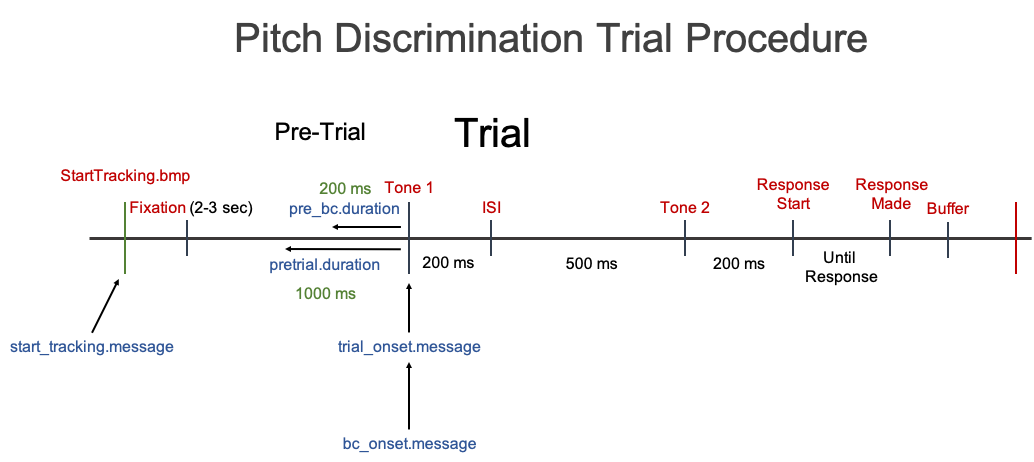 Pitch Discrimination Trial Procedure
Pre-Trial
Trial
StartTracking.bmp
Fixation (2-3 sec)
200 ms
pre_bc.duration
Tone 1
ISI
Tone 2
Response
Start
Response
Made
Buffer
pretrial.duration
1000 ms
200 ms
500 ms
200 ms
Until
Response
start_tracking.message
trial_onset.message
bc_onset.message